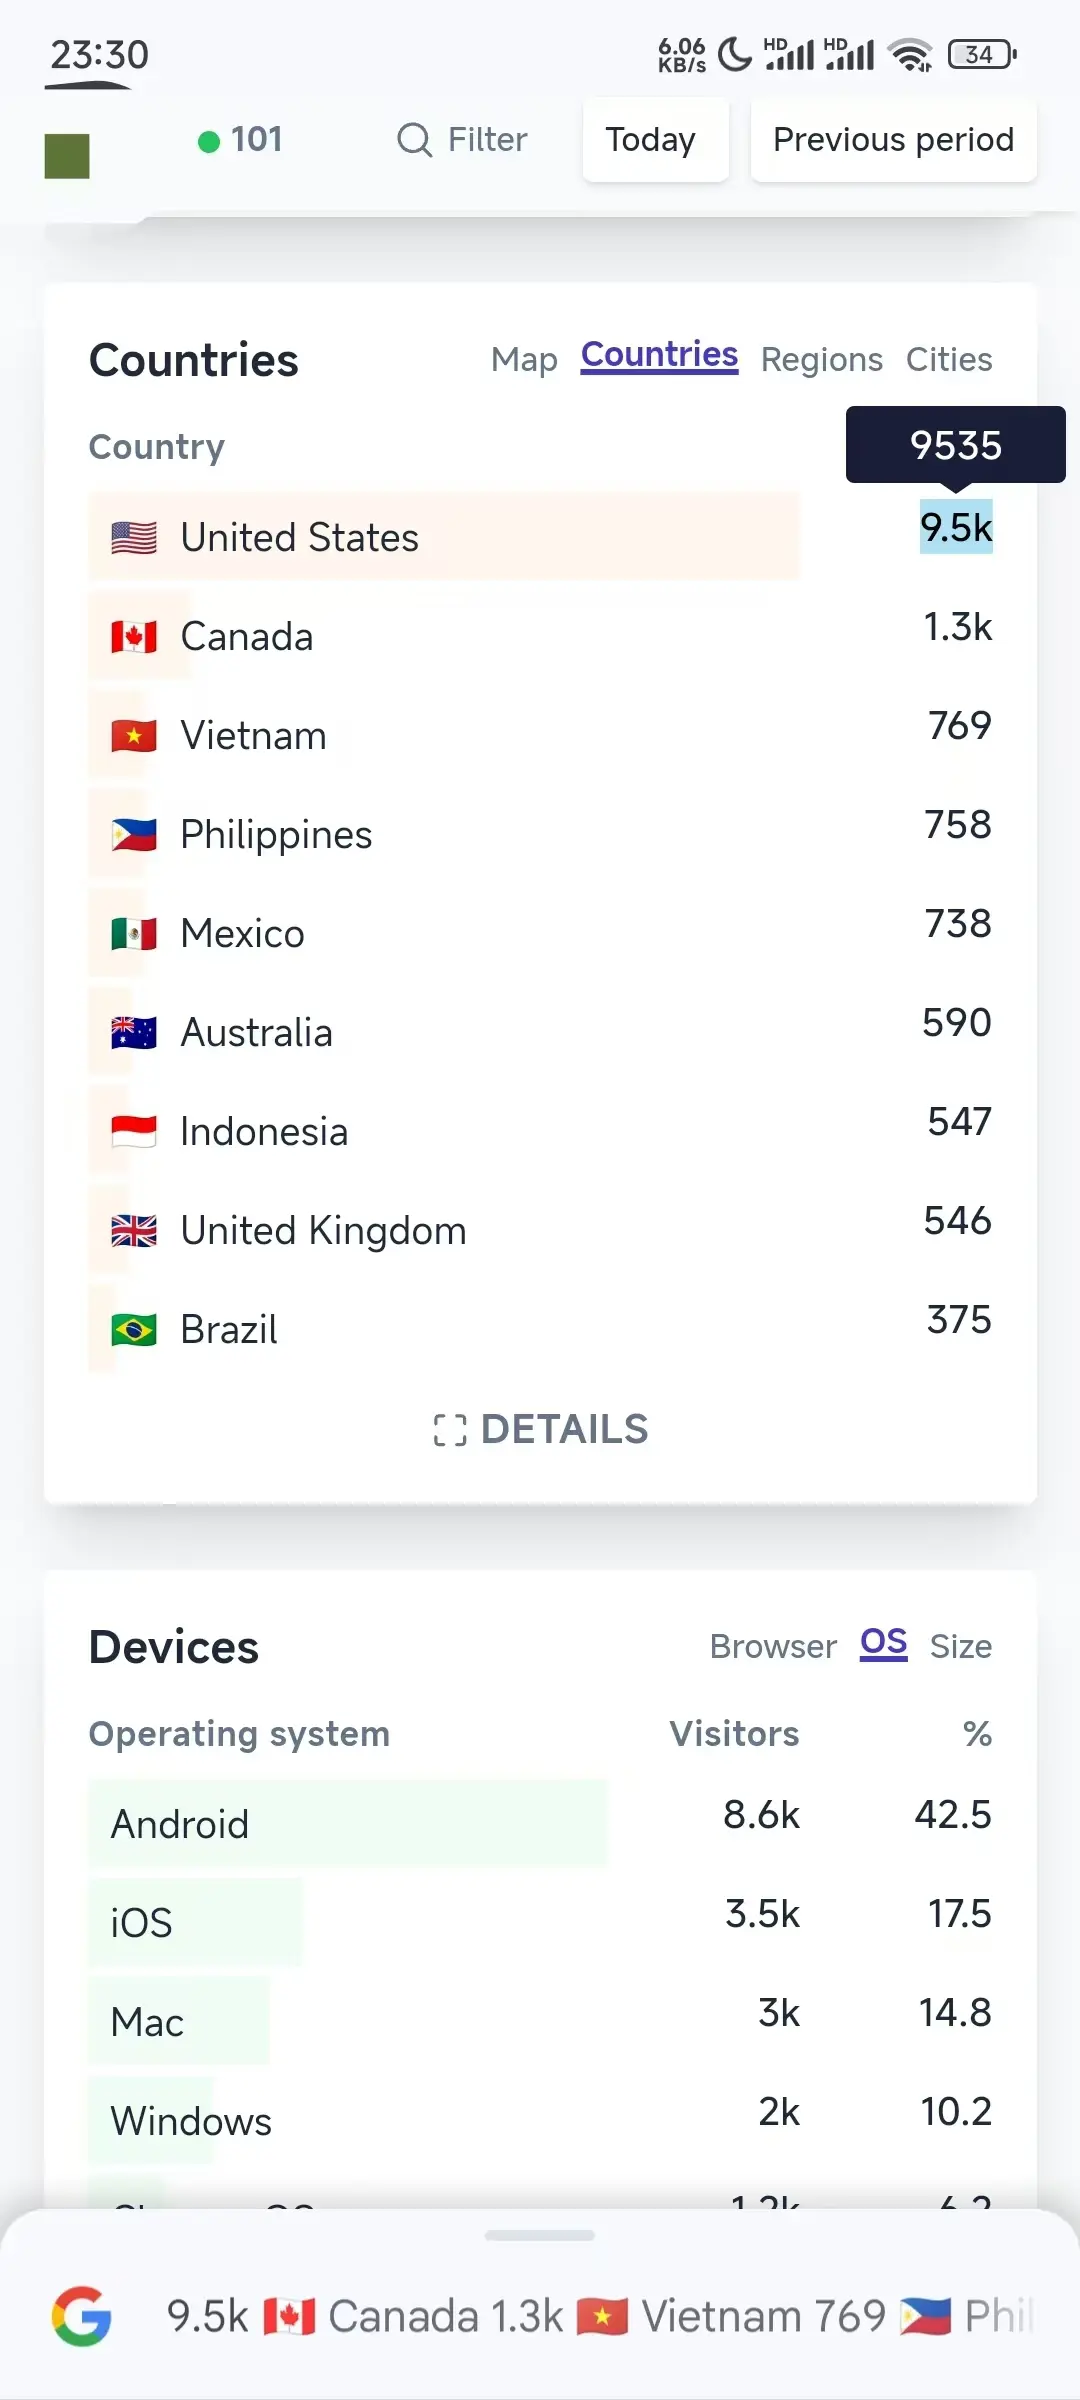 23:30 6.06 KB/s HD HD 34
101 Filter Today Previous period
Countries Map Countries Regions Cities
Country 9535
United States 9.5k
Canada 1.3k
Vietnam 769
Philippines 758
Mexico 738
Australia 590
Indonesia 547
United Kingdom 546
Brazil 375
DETAILS
Devices Browser OS Size
Operating system Visitors %
Android 8.6k 42.5
iOS 3.5k 17.5
Mac 3k 14.8
Windows 2k 10.2
9.5k 🇨🇦 Canada 1.3k 🇻🇳 Vietnam 769 🇵🇭 Phil